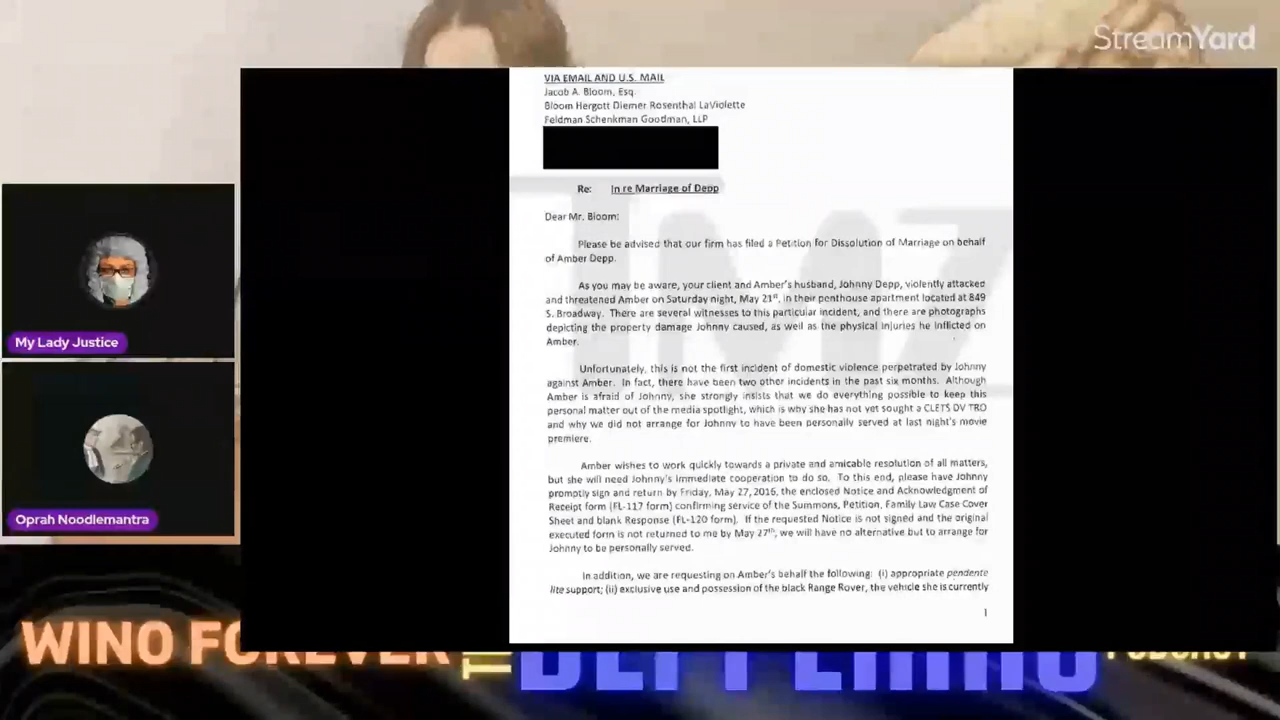 StreamYard
VIA EMAIL AND U.S. MAIL
Jacob A. Bloom, Esq.
Bloom Hergott Diemer Rosenthal LaViolette
Feldman Schenkman Goodman, LLP
Re: In re Marriage of Depp
Dear Mr. Bloom:
Please be advised that our firm has filed a Petition for Dissolution of Marriage on behalf
of Amber Depp.
As you may be aware, your client and Amber's husband, Johnny Depp, violently attacked
and threatened Amber on Saturday night, May 21st, in their penthouse apartment located at 849
S. Broadway. There are several witnesses to this particular incident, and there are photographs
depicting the property damage Johnny caused, as well as the physical injuries he inflicted on
Amber.
Unfortunately, this is not the first incident of domestic violence perpetrated by Johnny
against Amber. In fact, there have been two other incidents in the past six months. Although
Amber is afraid of Johnny, she strongly insists that we do everything possible to keep this
personal matter out of the media spotlight, which is why she has not yet sought a CLETS DV TRO
and why we did not arrange for Johnny to have been personally served at last night's movie
premiere.
Amber wishes to work quickly towards a private and amicable resolution of all matters,
but she will need Johnny's immediate cooperation to do so. To this end, please have Johnny
promptly sign and return by Friday, May 27, 2016, the enclosed Notice and Acknowledgment of
Receipt form (FL-117 form) confirming service of the Summons, Petition, Family Law Case Cover
Sheet and blank Response (FL-120 form). If the requested Notice is not signed and the original
executed form is not returned to me by May 27th, we will have no alternative but to arrange for
Johnny to be personally served.
In addition, we are requesting on Amber's behalf the following: (i) appropriate pendente
lite support; (ii) exclusive use and possession of the black Range Rover, the vehicle she is currently
1
TMZ
My Lady Justice
Oprah Noodlemantra
WINO FOREVER